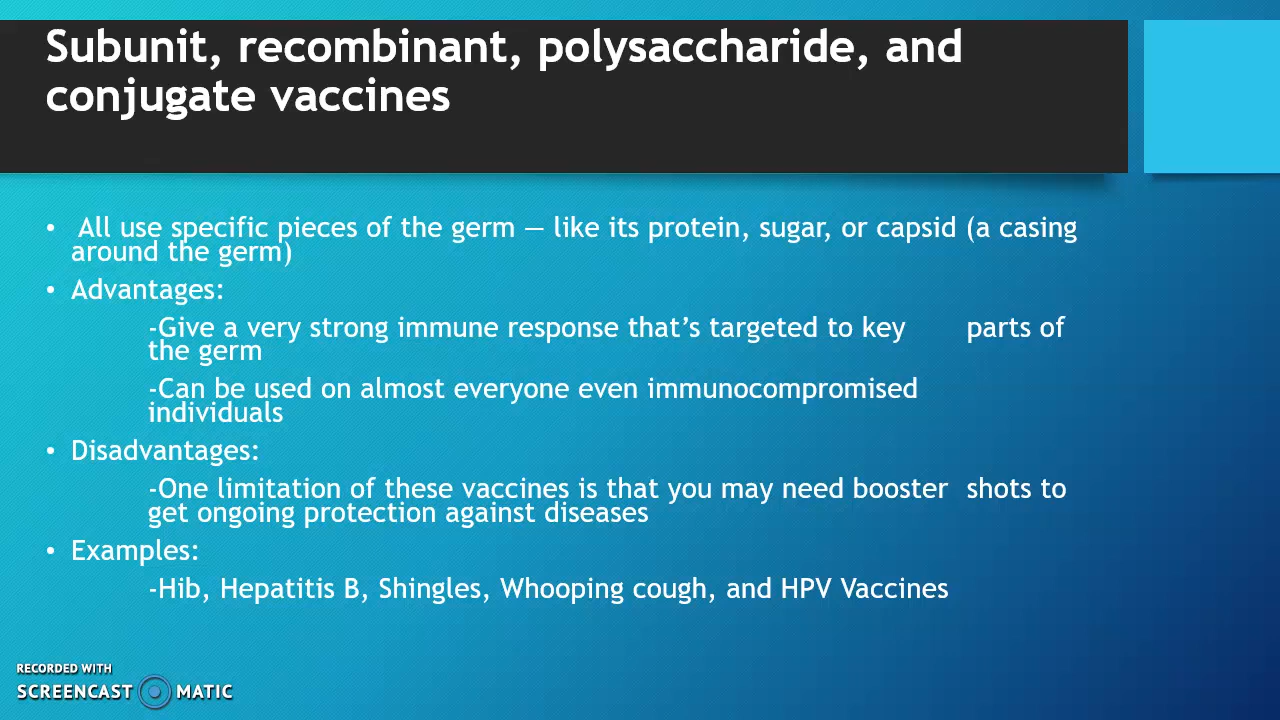 Subunit, recombinant, polysaccharide, and
conjugate vaccines
• All use specific pieces of the germ — like its protein, sugar, or capsid (a casing
around the germ)
• Advantages:
-Give a very strong immune response that’s targeted to key parts of
the germ
-Can be used on almost everyone even immunocompromised
individuals
• Disadvantages:
-One limitation of these vaccines is that you may need booster shots to
get ongoing protection against diseases
• Examples:
-Hib, Hepatitis B, Shingles, Whooping cough, and HPV Vaccines
RECORDED WITH
SCREENCAST MATIC